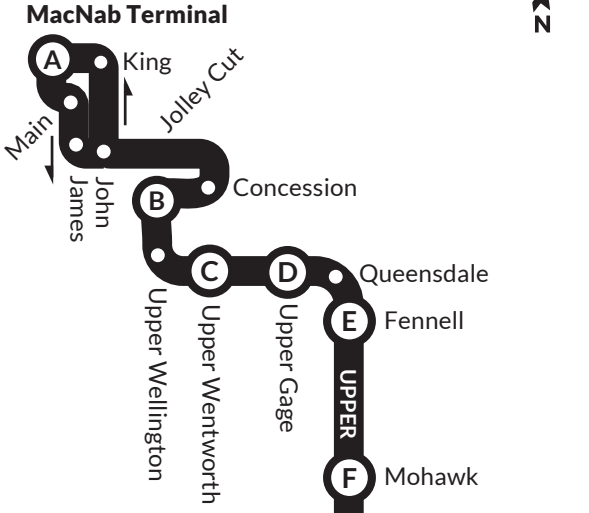 MacNab Terminal
N
A
King
Jolley Cut
Main
James
John
B
Concession
C
D
Queensdale
E
Fennell
Upper Wellington
Upper Wentworth
Upper Gage
UPPER
F
Mohawk